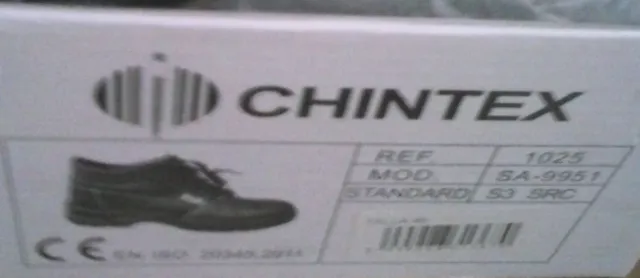 CHINTEX
REF. 1025
MOD. SA-9951
STANDARD S3 SRC
CE EN. ISO. 20345:2011